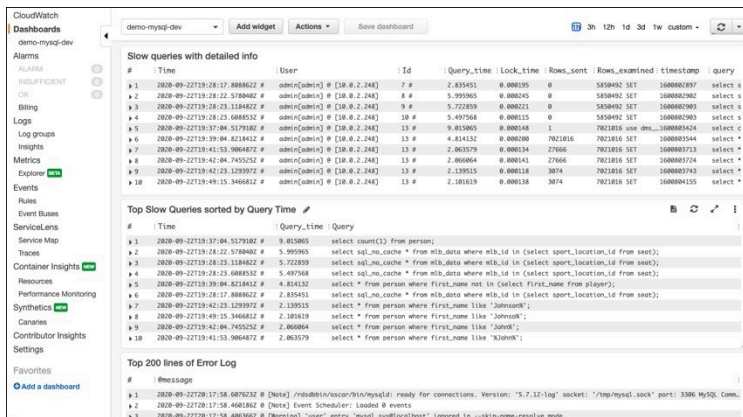 CloudWatch
Dashboards
demo-mysql-dev
Alarms
ALARM 0
INSUFFICIENT 0
OK 0
Billing
Logs
Log groups
Insights
Metrics
Explorer BETA
Events
Rules
Event Buses
ServiceLens
Service Map
Traces
Container Insights NEW
Resources
Performance Monitoring
Synthetics NEW
Canaries
Contributor Insights
Settings
Favorites
Add a dashboard
demo-mysql-dev Add widget Actions Save dashboard 1h 3h 12h 1d 3d 1w custom
Slow queries with detailed info
# Time User Id Query_time Lock_time Rows_sent Rows_examined timestamp query
1 2020-09-22T19:28:17.808862Z # admin[admin] @ [10.0.2.248] 7 # 2.835451 0.000195 0 5850492 SET 1600802897 select s
2 2020-09-22T19:28:22.578040Z # admin[admin] @ [10.0.2.248] 8 # 5.995965 0.000245 0 5850492 SET 1600802902 select s
3 2020-09-22T19:28:23.118482Z # admin[admin] @ [10.0.2.248] 9 # 5.722859 0.000221 0 5850492 SET 1600802903 select s
4 2020-09-22T19:28:23.608853Z # admin[admin] @ [10.0.2.248] 10 # 5.497568 0.000115 0 5850492 SET 1600802903 select s
5 2020-09-22T19:37:04.517910Z # admin[admin] @ [10.0.2.248] 13 # 9.015065 0.000148 1 7021016 use dms_... 1600803424 select c
6 2020-09-22T19:39:04.821841Z # admin[admin] @ [10.0.2.248] 13 # 4.814132 0.000200 7021016 7021016 SET 1600803544 select *
7 2020-09-22T19:41:53.906487Z # admin[admin] @ [10.0.2.248] 13 # 2.063579 0.000134 27666 7021016 SET 1600803713 select *
8 2020-09-22T19:42:04.745525Z # admin[admin] @ [10.0.2.248] 13 # 2.066064 0.000141 27666 7021016 SET 1600803724 select *
9 2020-09-22T19:42:23.129397Z # admin[admin] @ [10.0.2.248] 13 # 2.139515 0.000118 3074 7021016 SET 1600803743 select *
10 2020-09-22T19:49:15.346681Z # admin[admin] @ [10.0.2.248] 13 # 2.101619 0.000138 3074 7021016 SET 1600804155 select *
Top Slow Queries sorted by Query Time
# Time Query_time Query
1 2020-09-22T19:37:04.517910Z # 9.015065 select count(1) from person;
2 2020-09-22T19:28:22.578040Z # 5.995965 select sql_no_cache * from mlb_data where mlb_id in (select sport_location_id from seat);
3 2020-09-22T19:28:23.118482Z # 5.722859 select sql_no_cache * from mlb_data where mlb_id in (select sport_location_id from seat);
4 2020-09-22T19:28:23.608853Z # 5.497568 select sql_no_cache * from mlb_data where mlb_id in (select sport_location_id from seat);
5 2020-09-22T19:39:04.821841Z # 4.814132 select * from person where first_name not in (select first_name from player);
6 2020-09-22T19:28:17.808862Z # 2.835451 select sql_no_cache * from mlb_data where mlb_id in (select sport_location_id from seat);
7 2020-09-22T19:42:23.129397Z # 2.139515 select * from person where first_name like 'Johnson%';
8 2020-09-22T19:49:15.346681Z # 2.101619 select * from person where first_name like 'Johnso%';
9 2020-09-22T19:42:04.745525Z # 2.066064 select * from person where first_name like 'John%';
10 2020-09-22T19:41:53.906487Z # 2.063579 select * from person where first_name like '%John%';
Top 200 lines of Error Log
# @message
1 2020-09-22T20:17:58.607623Z 0 [Note] /rdsdbbin/oscar/bin/mysqld: ready for connections. Version: '5.7.12-log' socket: '/tmp/mysql.sock' port: 3306 MySQL Comm...
2 2020-09-22T20:17:58.460186Z 0 [Note] Event Scheduler: Loaded 0 events